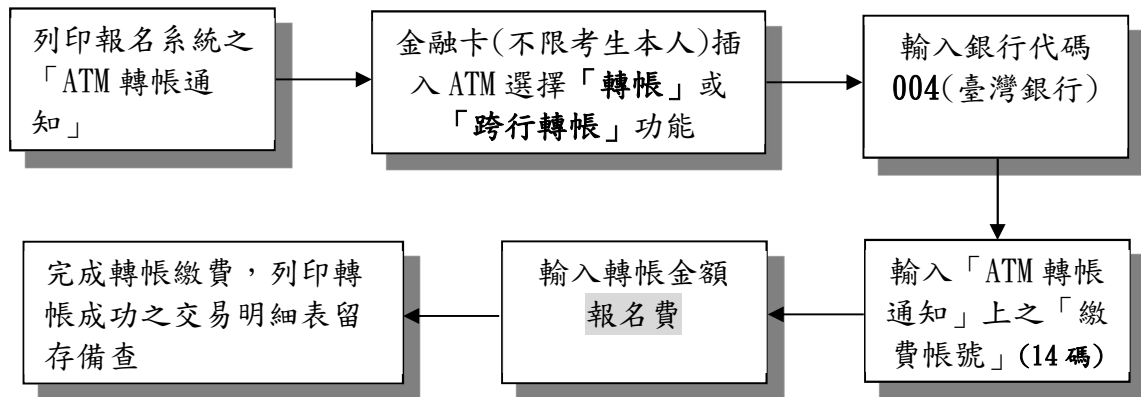 列印報名系統之
「ATM 轉帳通
知」
金融卡(不限考生本人)插
入 ATM 選擇「轉帳」或
「跨行轉帳」功能
輸入銀行代碼
004(臺灣銀行)
輸入「ATM 轉帳
通知」上之「繳
費帳號」(14 碼)
輸入轉帳金額
報名費
完成轉帳繳費，列印轉
帳成功之交易明細表留
存備查